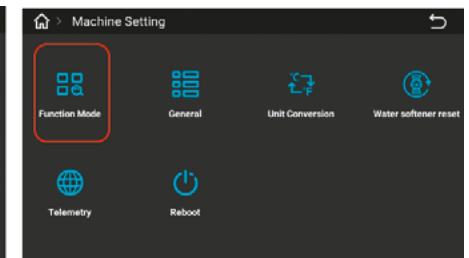 > Machine Setting
Function Mode
General
Unit Conversion
Water softener reset
Telemetry
Reboot